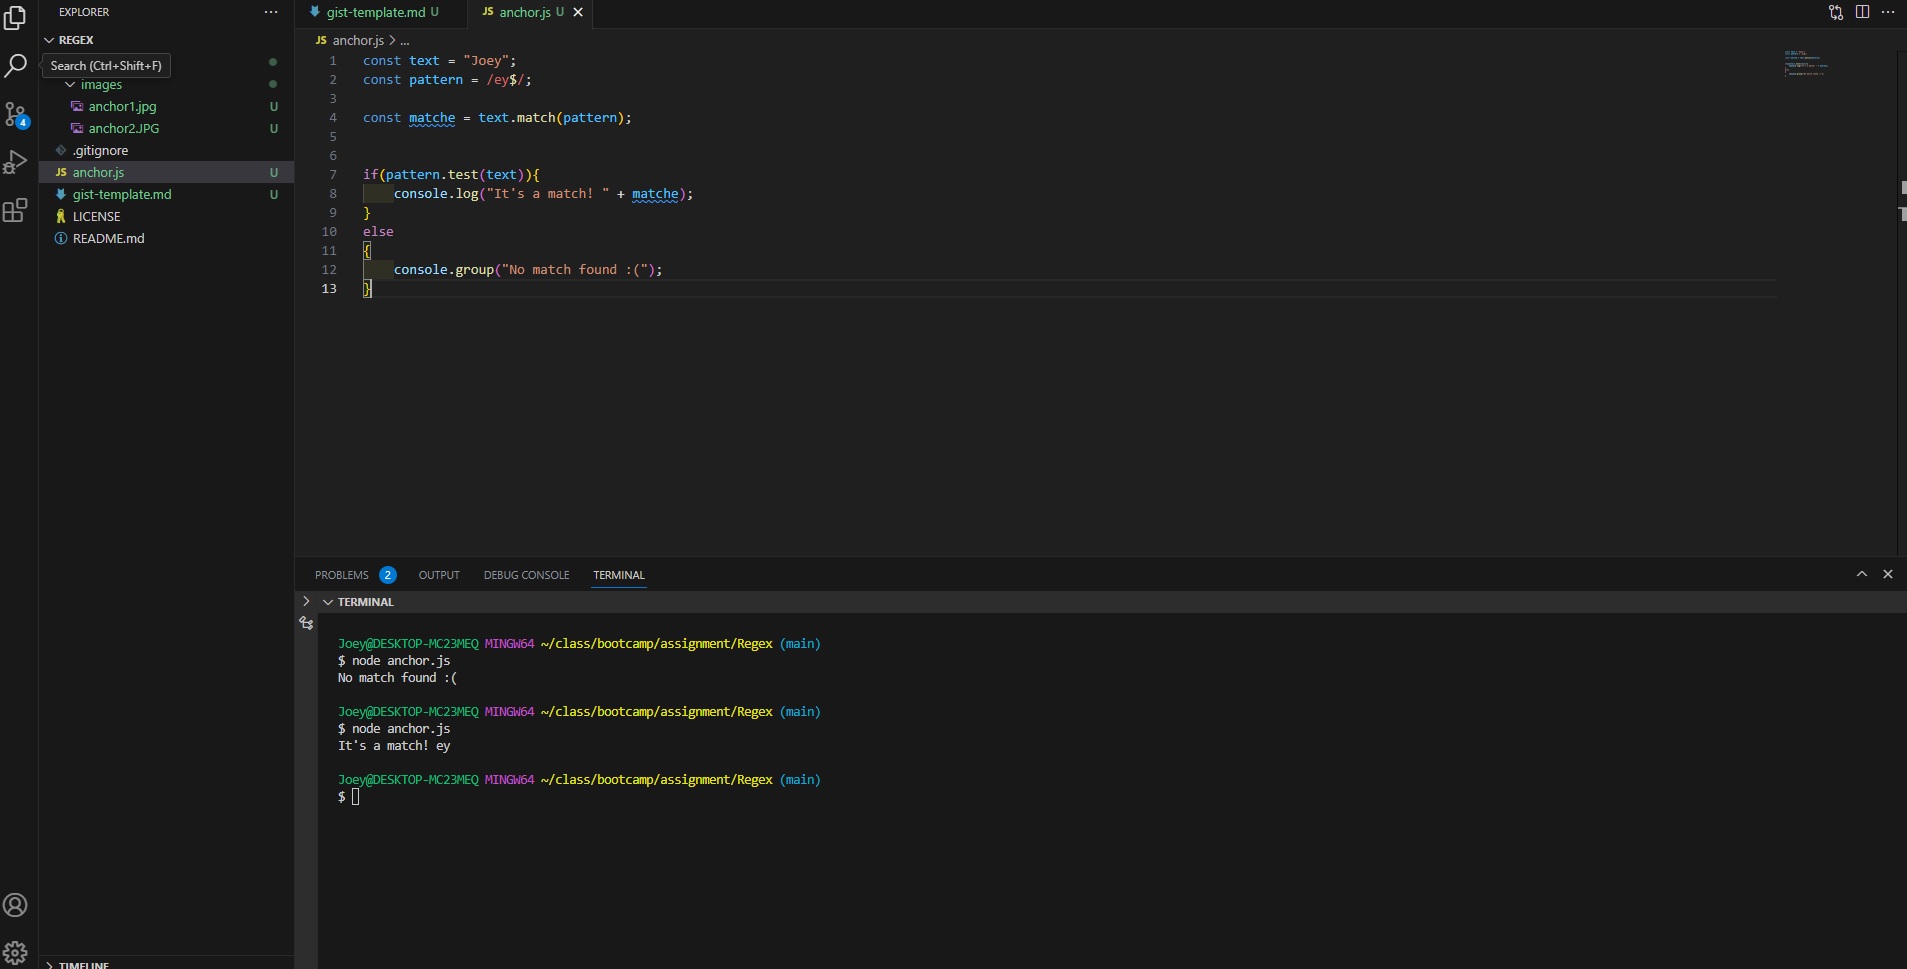 EXPLORER
gist-template.md U
JS anchor.js U
REGEX
JS anchor.js > ...
Search (Ctrl+Shift+F)
images
anchor1.jpg U
anchor2.JPG U
.gitignore
JS anchor.js U
gist-template.md U
LICENSE
README.md
4
1 const text = "Joey";
2 const pattern = /ey$/;
3
4 const matche = text.match(pattern);
5
6
7 if(pattern.test(text)){
8 console.log("It's a match! " + matche);
9 }
10 else
11 {
12 console.group("No match found :(");
13 }
PROBLEMS 2 OUTPUT DEBUG CONSOLE TERMINAL
TERMINAL
Joey@DESKTOP-MC23MEQ MINGW64 ~/class/bootcamp/assignment/Regex (main)
$ node anchor.js
No match found :(
Joey@DESKTOP-MC23MEQ MINGW64 ~/class/bootcamp/assignment/Regex (main)
$ node anchor.js
It's a match! ey
Joey@DESKTOP-MC23MEQ MINGW64 ~/class/bootcamp/assignment/Regex (main)
$
TIMELINE